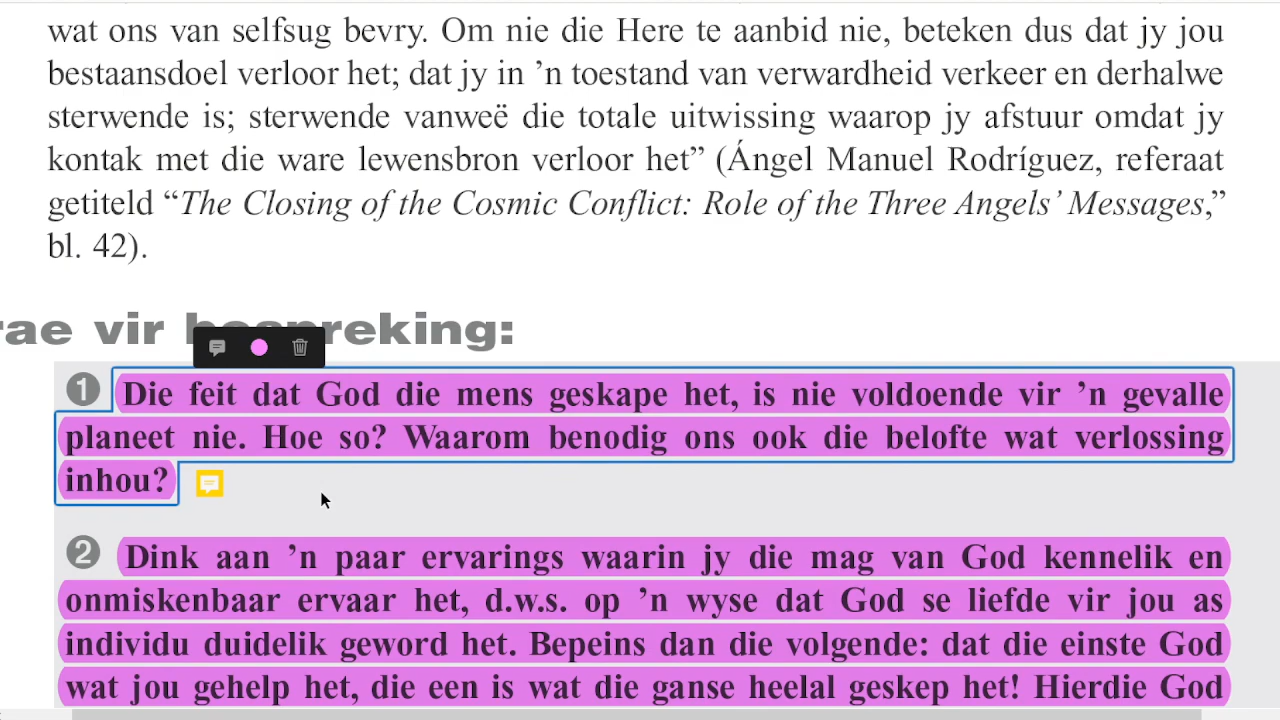 wat ons van selfsug bevry. Om nie die Here te aanbid nie, beteken dus dat jy jou
bestaansdoel verloor het; dat jy in ’n toestand van verwardheid verkeer en derhalwe
sterwende is; sterwende vanweë die totale uitwissing waarop jy afstuur omdat jy
kontak met die ware lewensbron verloor het” (Ángel Manuel Rodríguez, referaat
getiteld “The Closing of the Cosmic Conflict: Role of the Three Angels’ Messages,”
bl. 42).
rae vir bespreking:
1 Die feit dat God die mens geskape het, is nie voldoende vir ’n gevalle
planeet nie. Hoe so? Waarom benodig ons ook die belofte wat verlossing
inhou?
2 Dink aan ’n paar ervarings waarin jy die mag van God kennelik en
onmiskenbaar ervaar het, d.w.s. op ’n wyse dat God se liefde vir jou as
individu duidelik geword het. Bepeins dan die volgende: dat die einste God
wat jou gehelp het, die een is wat die ganse heelal geskep het! Hierdie God